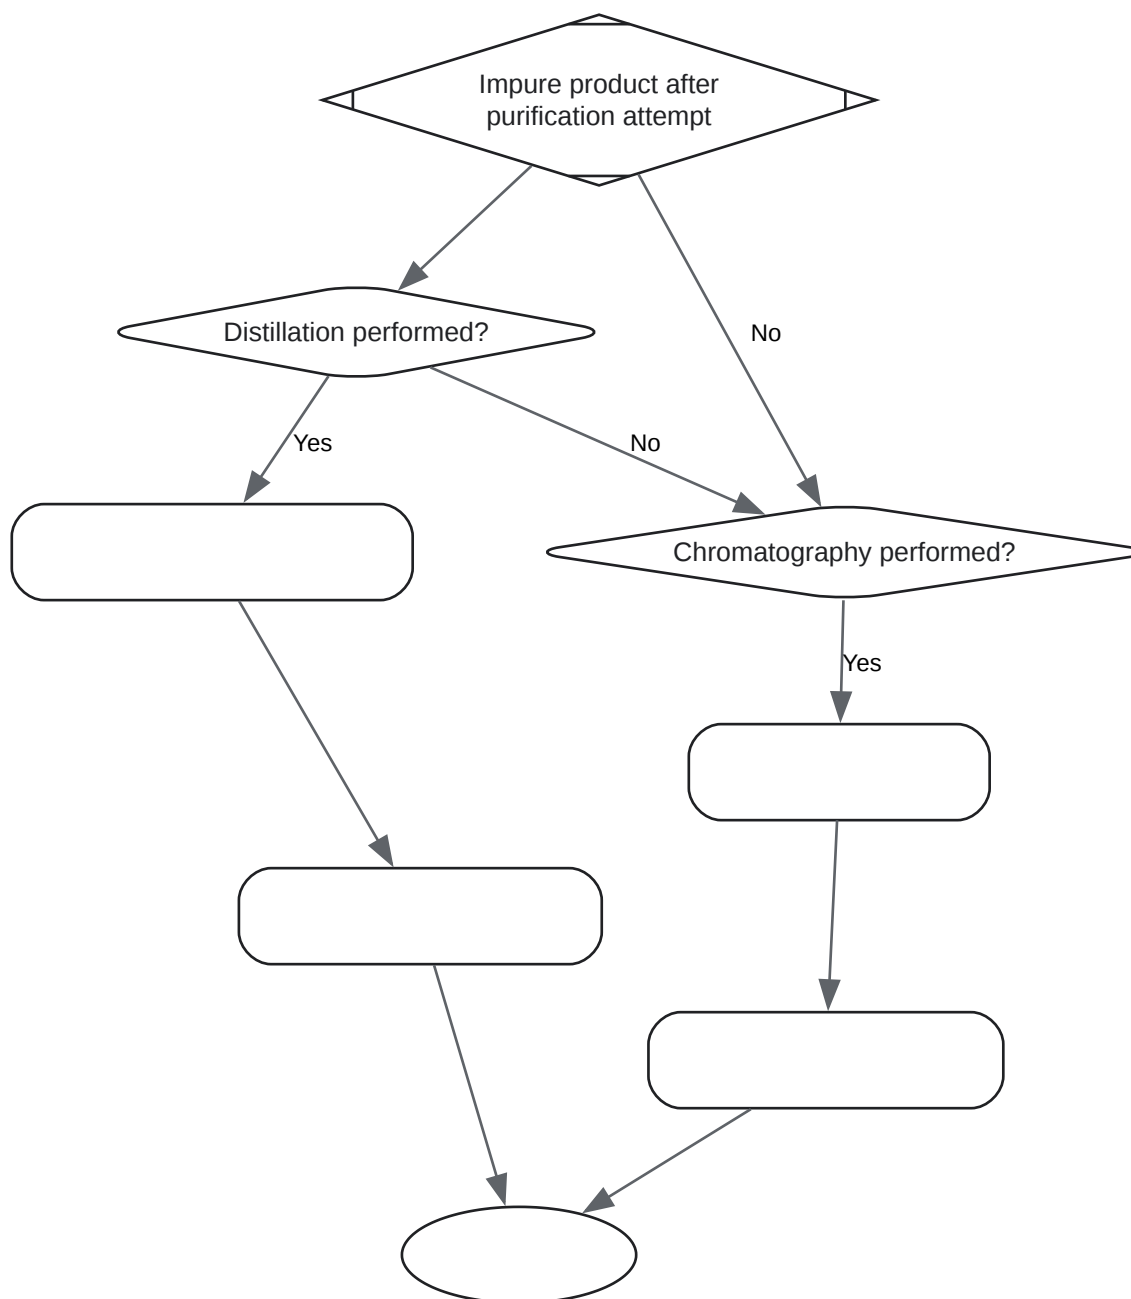 Impure product after
purification attempt
Distillation performed?
No
Yes
No
Chromatography performed?
Yes